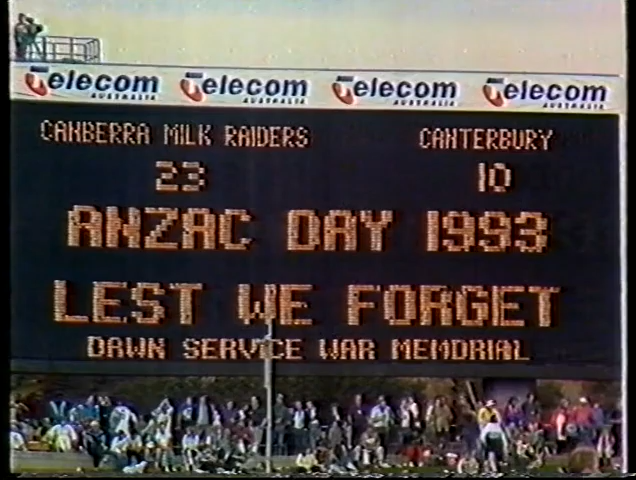 Telecom AUSTRALIA Telecom AUSTRALIA Telecom AUSTRALIA Telecom AUSTRALIA
CANBERRA MILK RAIDERS CANTERBURY
23 10
ANZAC DAY 1993
LEST WE FORGET
DAWN SERVICE WAR MEMORIAL